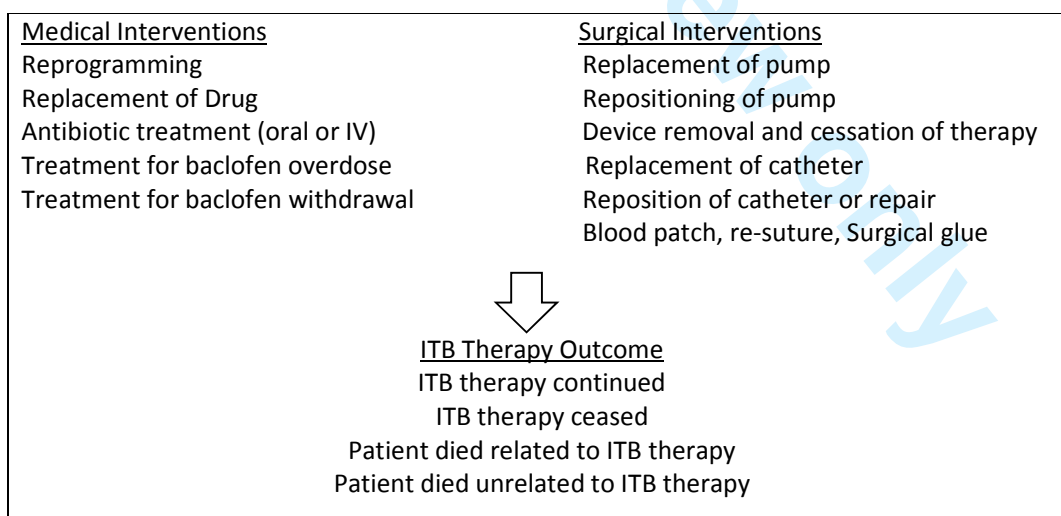 Medical Interventions
Reprogramming
Replacement of Drug
Antibiotic treatment (oral or IV)
Treatment for baclofen overdose
Treatment for baclofen withdrawal
Surgical Interventions
Replacement of pump
Repositioning of pump
Device removal and cessation of therapy
Replacement of catheter
Reposition of catheter or repair
Blood patch, re-suture, Surgical glue
ITB Therapy Outcome
ITB therapy continued
ITB therapy ceased
Patient died related to ITB therapy
Patient died unrelated to ITB therapy
only